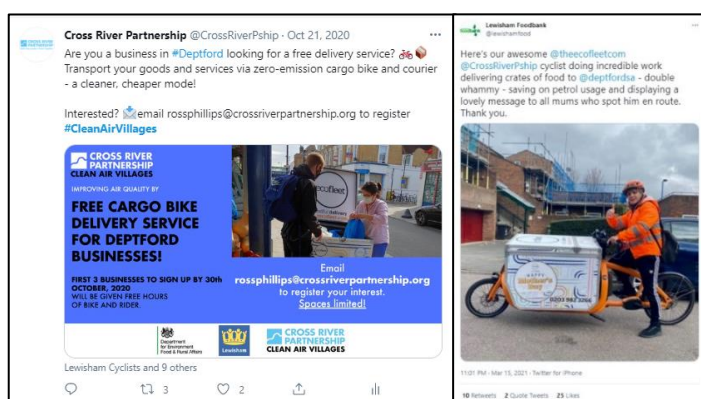 Cross River Partnership @CrossRiverPship · Oct 21, 2020
Are you a business in #Deptford looking for a free delivery service?
Transport your goods and services via zero-emission cargo bike and courier
- a cleaner, cheaper mode!
Interested? email rossphillips@crossriverpartnership.org to register
#CleanAirVillages
CROSS RIVER
PARTNERSHIP
CLEAN AIR VILLAGES
IMPROVING AIR QUALITY BY
FREE CARGO BIKE
DELIVERY SERVICE
FOR DEPTFORD
BUSINESSES!
FIRST 3 BUSINESSES TO SIGN UP BY 30th
OCTOBER, 2020
WILL BE GIVEN FREE HOURS
OF BIKE AND RIDER
ecofleet
Email
rossphillips@crossriverpartnership.org
to register your interest.
Spaces limited!
Department
for Environment
Food & Rural Affairs
Lewisham
CROSS RIVER
PARTNERSHIP
CLEAN AIR VILLAGES
Lewisham Cyclists and 9 others
3
2
Lewisham Foodbank
@lewishamfood
Here's our awesome @theecofleetcom
@CrossRiverPship cyclist doing incredible work
delivering crates of food to @deptfordsa - double
whammy - saving on petrol usage and displaying a
lovely message to all mums who spot him en route.
Thank you.
HAPPY
Mother's
Day
11:01 PM · Mar 15, 2021 · Twitter for iPhone
10 Retweets 2 Quote Tweets 25 Likes